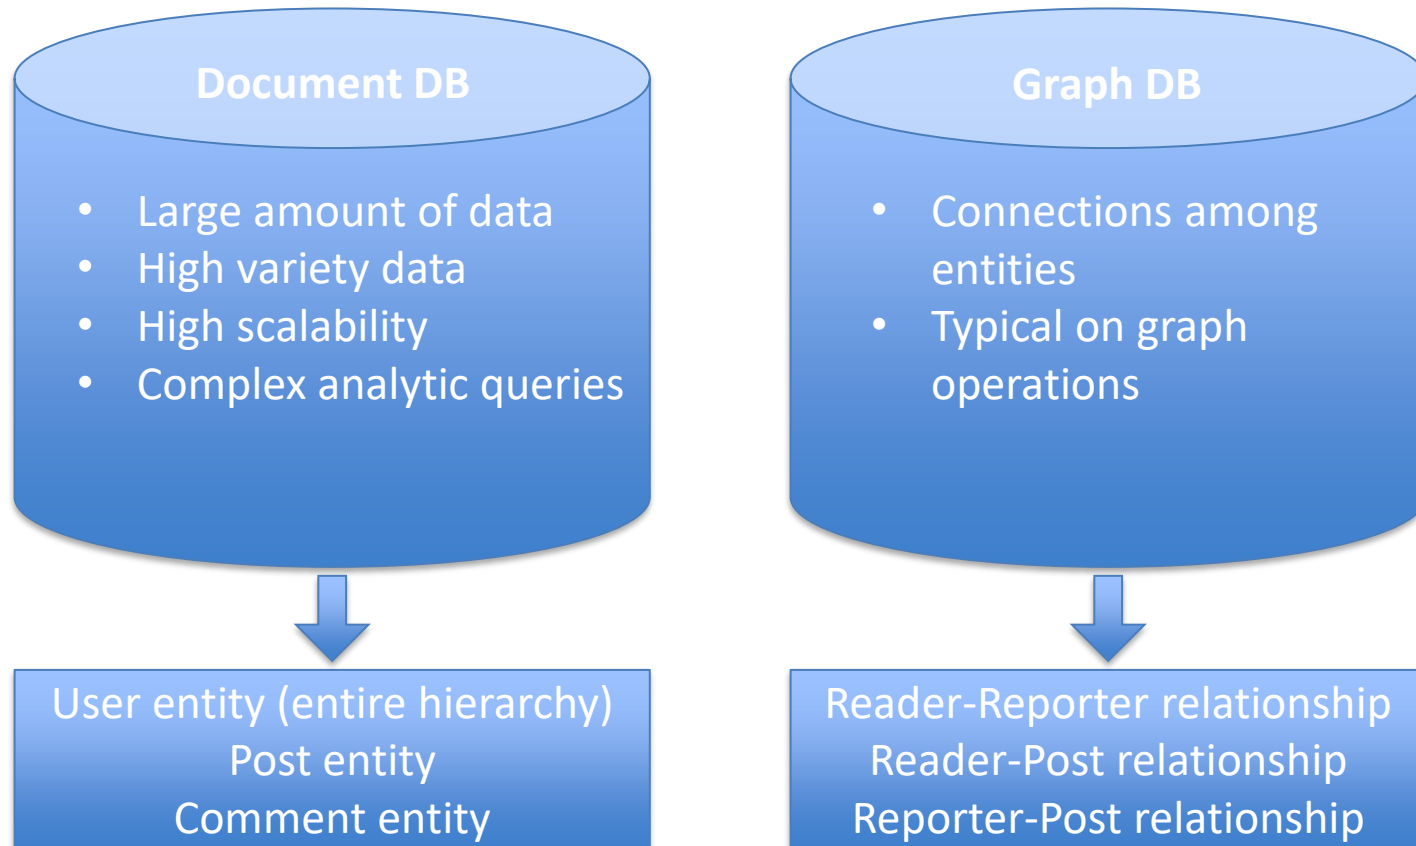 Document DB
• Large amount of data
• High variety data
• High scalability
• Complex analytic queries
User entity (entire hierarchy)
Post entity
Comment entity
Graph DB
• Connections among
entities
• Typical on graph
operations
Reader-Reporter relationship
Reader-Post relationship
Reporter-Post relationship